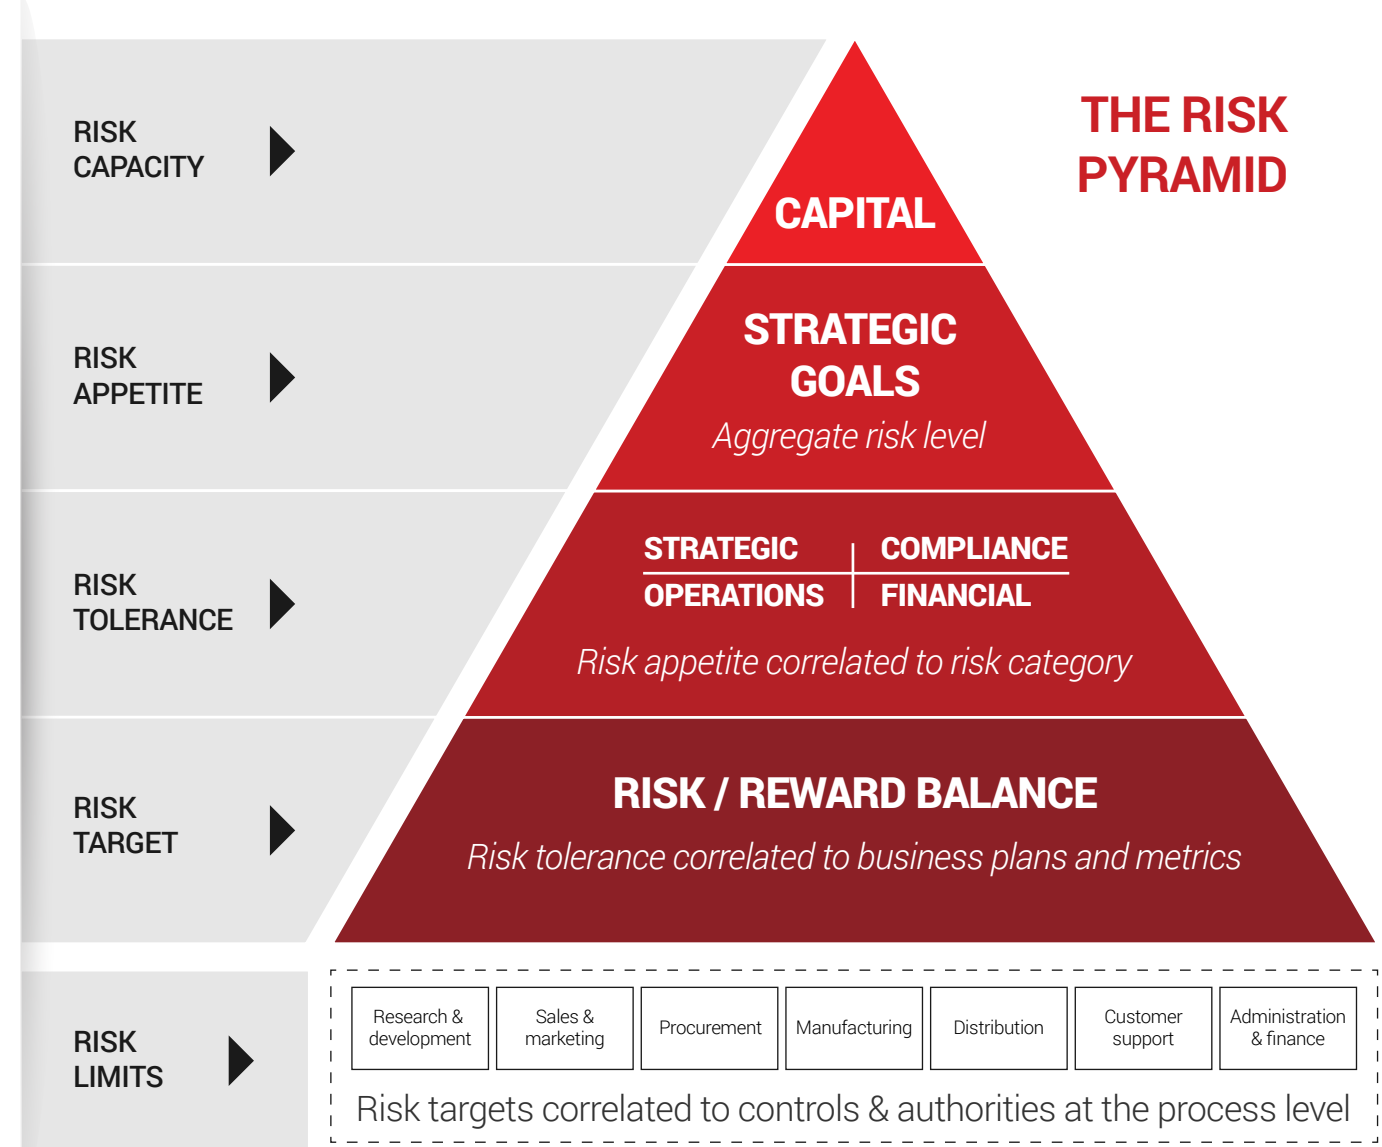 THE RISK
PYRAMID
RISK
CAPACITY
CAPITAL
RISK
APPETITE
STRATEGIC
GOALS
Aggregate risk level
RISK
TOLERANCE
STRATEGIC
COMPLIANCE
OPERATIONS
FINANCIAL
Risk appetite correlated to risk category
RISK
TARGET
RISK / REWARD BALANCE
Risk tolerance correlated to business plans and metrics
RISK
LIMITS
Research &
development
Sales &
marketing
Procurement
Manufacturing
Distribution
Customer
support
Administration
& finance
Risk targets correlated to controls & authorities at the process level